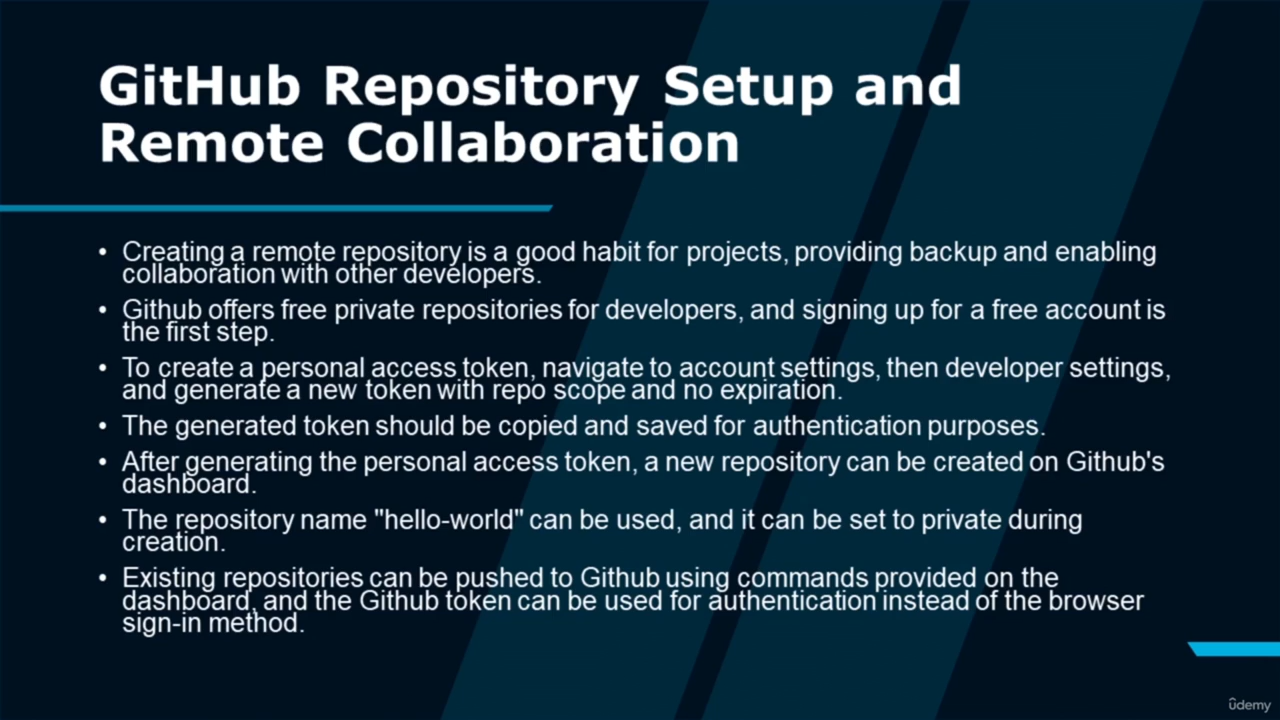 GitHub Repository Setup and
Remote Collaboration
• Creating a remote repository is a good habit for projects, providing backup and enabling
collaboration with other developers.
• Github offers free private repositories for developers, and signing up for a free account is
the first step.
• To create a personal access token, navigate to account settings, then developer settings,
and generate a new token with repo scope and no expiration.
• The generated token should be copied and saved for authentication purposes.
• After generating the personal access token, a new repository can be created on Github's
dashboard.
• The repository name "hello-world" can be used, and it can be set to private during
creation.
• Existing repositories can be pushed to Github using commands provided on the
dashboard, and the Github token can be used for authentication instead of the browser
sign-in method.
udemy